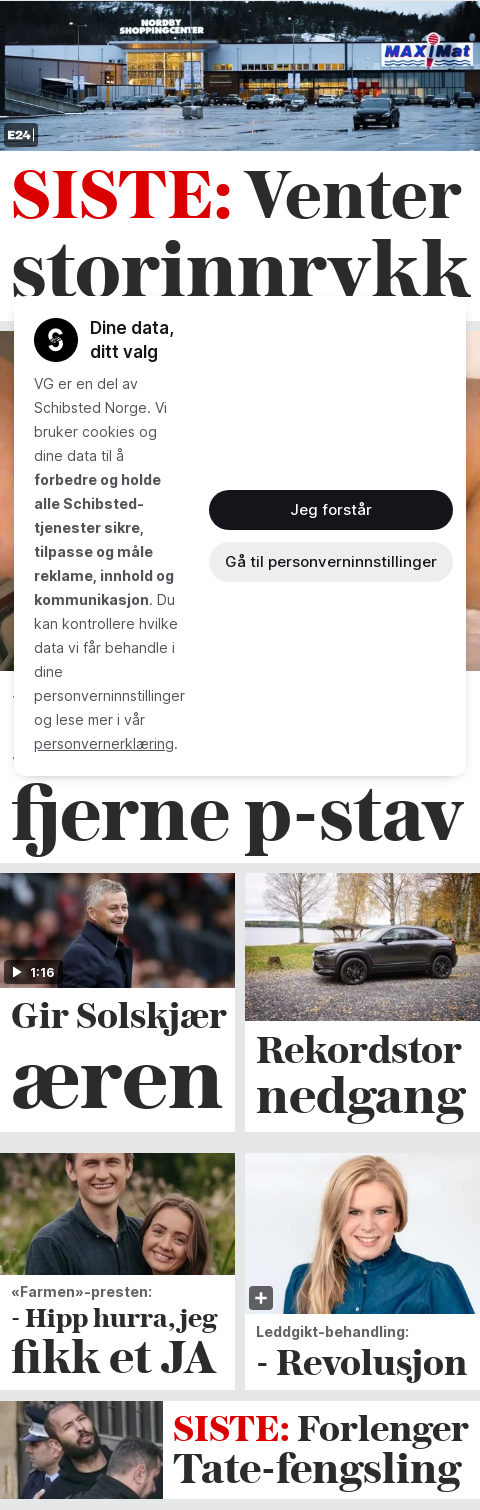 NORDBY
SHOPPINGCENTER
MAXIMat
E24
SISTE: Venter
storinnrykk
Dine data,
ditt valg
VG er en del av
Schibsted Norge. Vi
bruker cookies og
dine data til å
forbedre og holde
alle Schibsted-
tjenester sikre,
tilpasse og måle
reklame, innhold og
kommunikasjon. Du
kan kontrollere hvilke
data vi får behandle i
dine
personverninnstillinger
og lese mer i vår
personvernerklæring.
Jeg forstår
Gå til personverninnstillinger
fjerne p-stav
1:16
Gir Solskjær
æren
Rekordstor
nedgang
«Farmen»-presten:
- Hipp hurra, jeg
fikk et JA
Leddgikt-behandling:
- Revolusjon
SISTE: Forlenger
Tate-fengsling